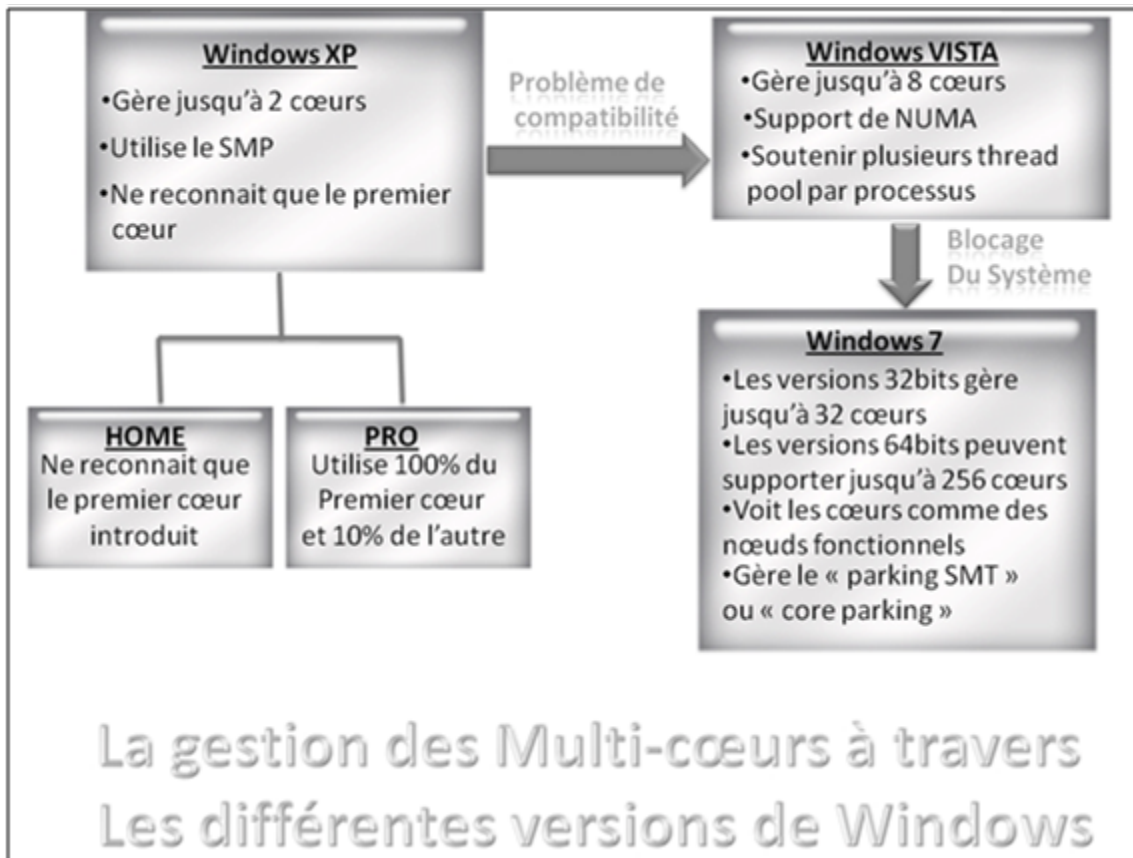 Windows XP
•Gère jusqu'à 2 cœurs
•Utilise le SMP
•Ne reconnait que le premier
cœur
Problème de
compatibilité
Windows VISTA
•Gère jusqu'à 8 cœurs
•Support de NUMA
•Soutenir plusieurs thread
pool par processus
Blocage
Du Système
HOME
Ne reconnait que
le premier cœur
introduit
PRO
Utilise 100% du
Premier cœur
et 10% de l'autre
Windows 7
•Les versions 32bits gère
jusqu'à 32 cœurs
•Les versions 64bits peuvent
supporter jusqu'à 256 cœurs
•Voit les cœurs comme des
nœuds fonctionnels
•Gère le « parking SMT »
ou « core parking »
La gestion des Multi-cœurs à travers
Les différentes versions de Windows